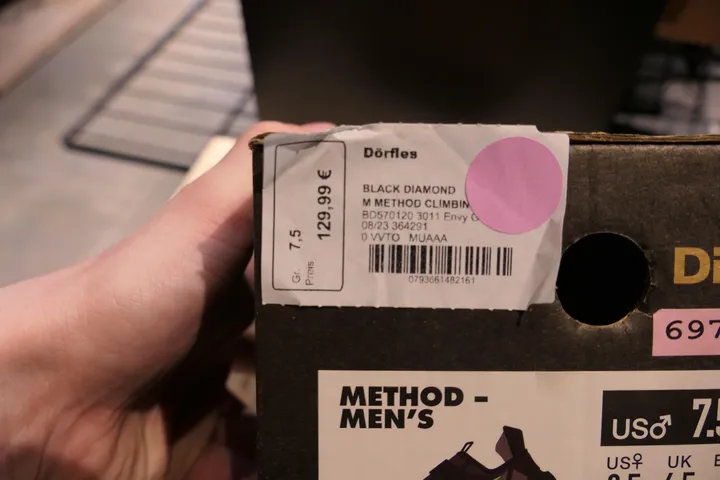 Dörfles
BLACK DIAMOND
M METHOD CLIMBIN
BD570120 3011 Envy
08/23 364291
0 VVTO MUAAA
0793661482161
Gr. 7,5
Preis 129,99 €
697
METHOD –
MEN'S
US♂ 7.5
US♀ UK